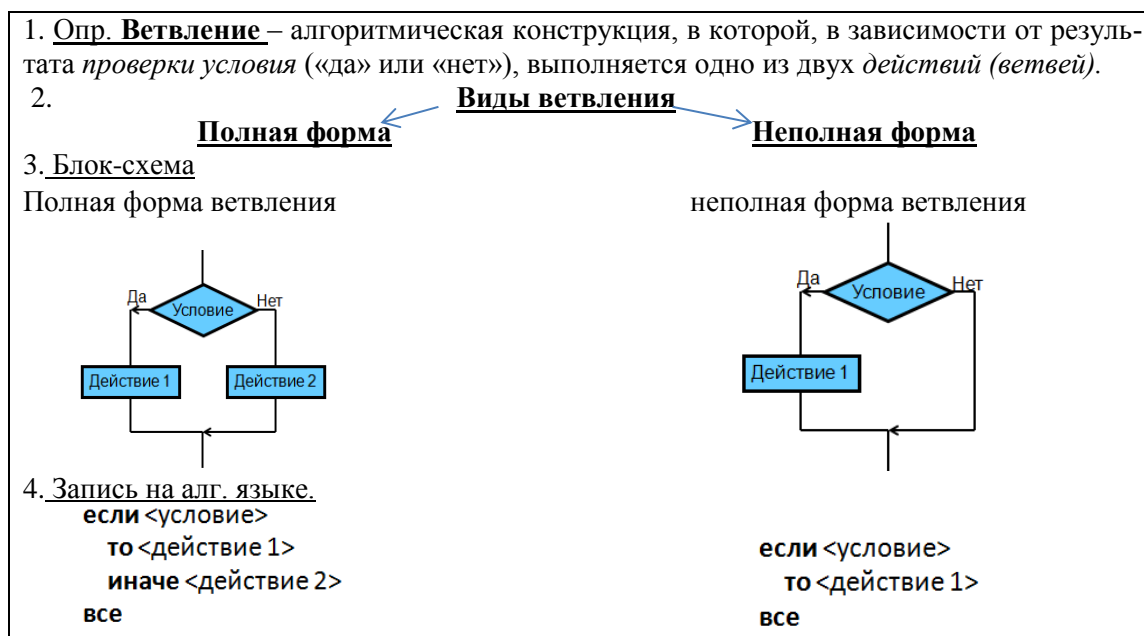 1. Опр. Ветвление – алгоритмическая конструкция, в которой, в зависимости от резуль-
тата проверки условия («да» или «нет»), выполняется одно из двух действий (ветвей).
2. Виды ветвления
Полная форма Неполная форма
3. Блок-схема
Полная форма ветвления неполная форма ветвления
Да Условие Нет
Действие 1 Действие 2
Да Условие Нет
Действие 1
4. Запись на алг. языке.
если <условие>
то <действие 1>
иначе <действие 2>
все
если <условие>
то <действие 1>
все